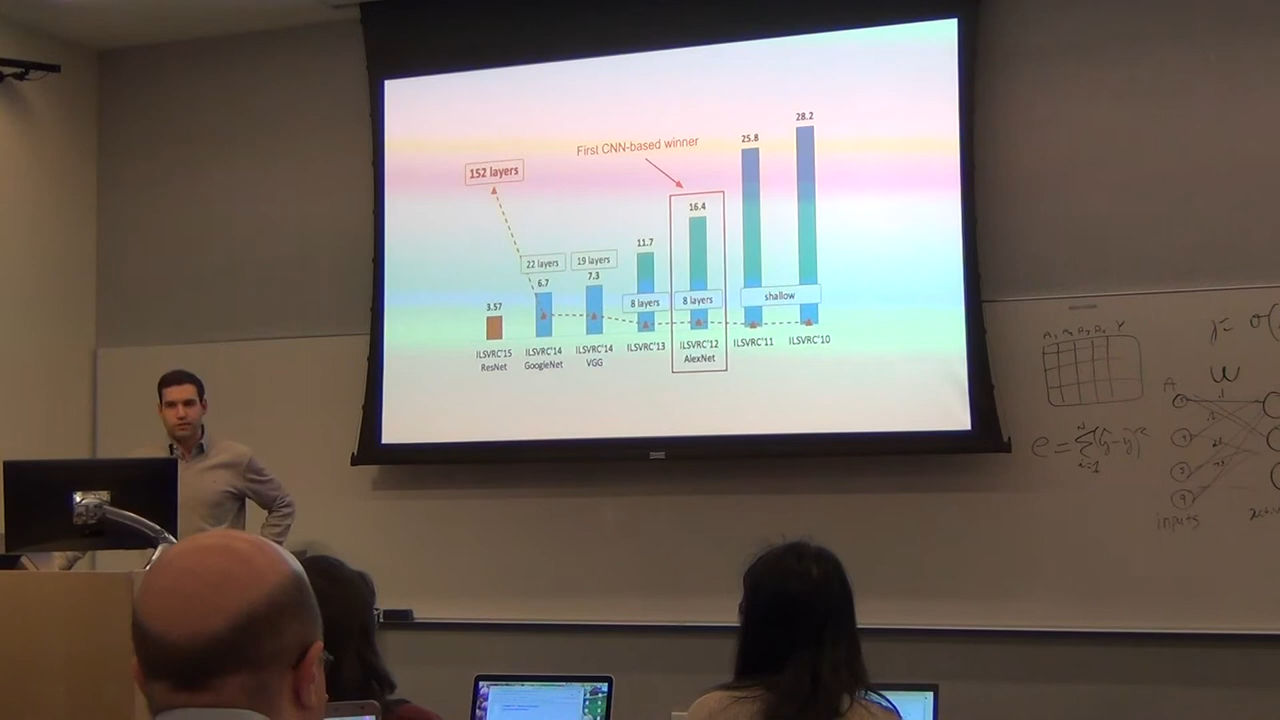 First CNN-based winner
152 layers
22 layers
19 layers
8 layers
8 layers
shallow
3.57
6.7
7.3
11.7
16.4
25.8
28.2
ILSVRC'15
ResNet
ILSVRC'14
GoogleNet
ILSVRC'14
VGG
ILSVRC'13
ILSVRC'12
AlexNet
ILSVRC'11
ILSVRC'10
W
A
inputs